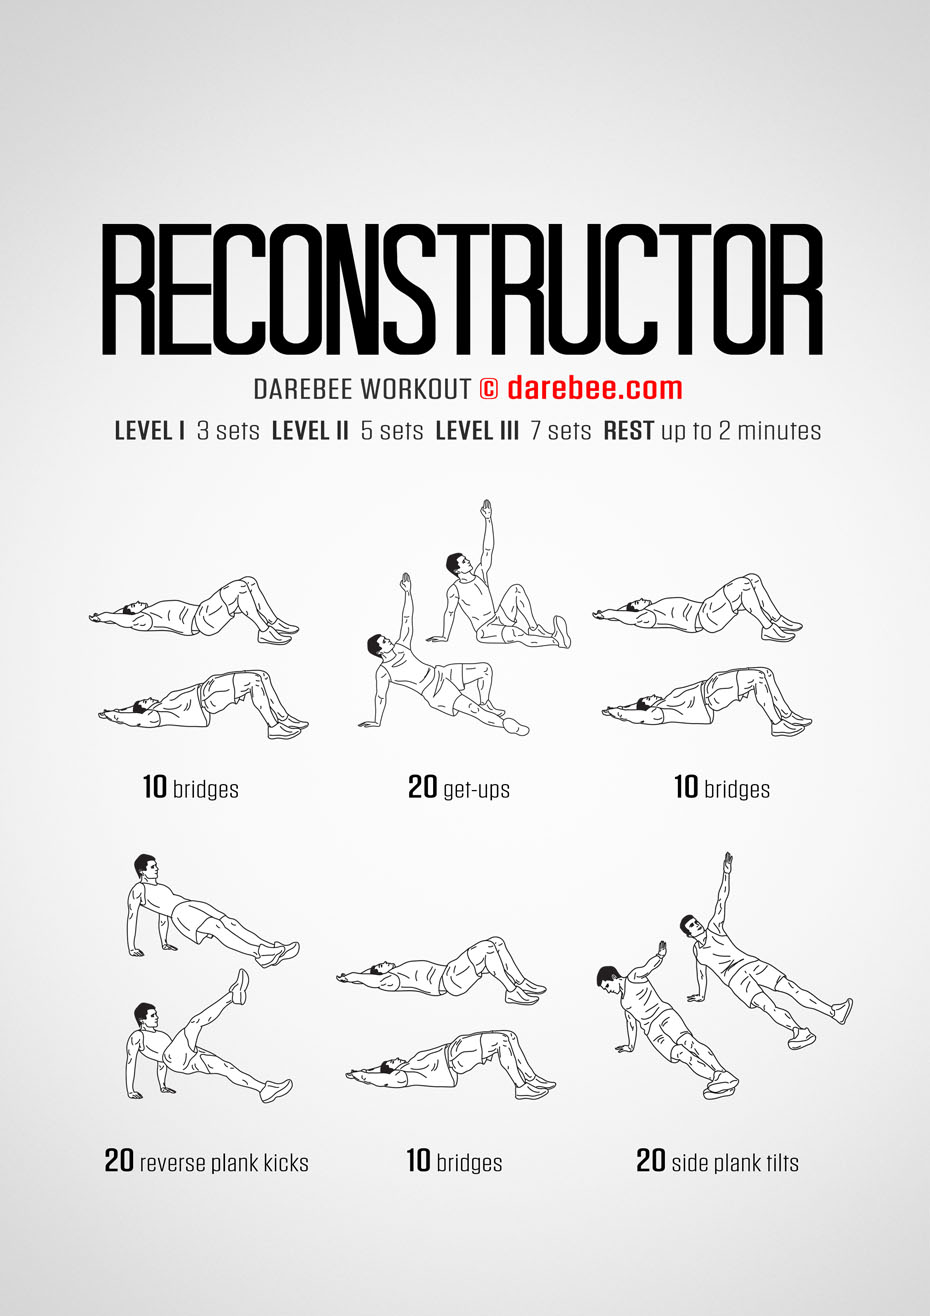 RECONSTRUCTOR
DAREBEE WORKOUT © darebee.com
LEVEL I 3 sets LEVEL II 5 sets LEVEL III 7 sets REST up to 2 minutes
10 bridges
20 get-ups
10 bridges
20 reverse plank kicks
10 bridges
20 side plank tilts